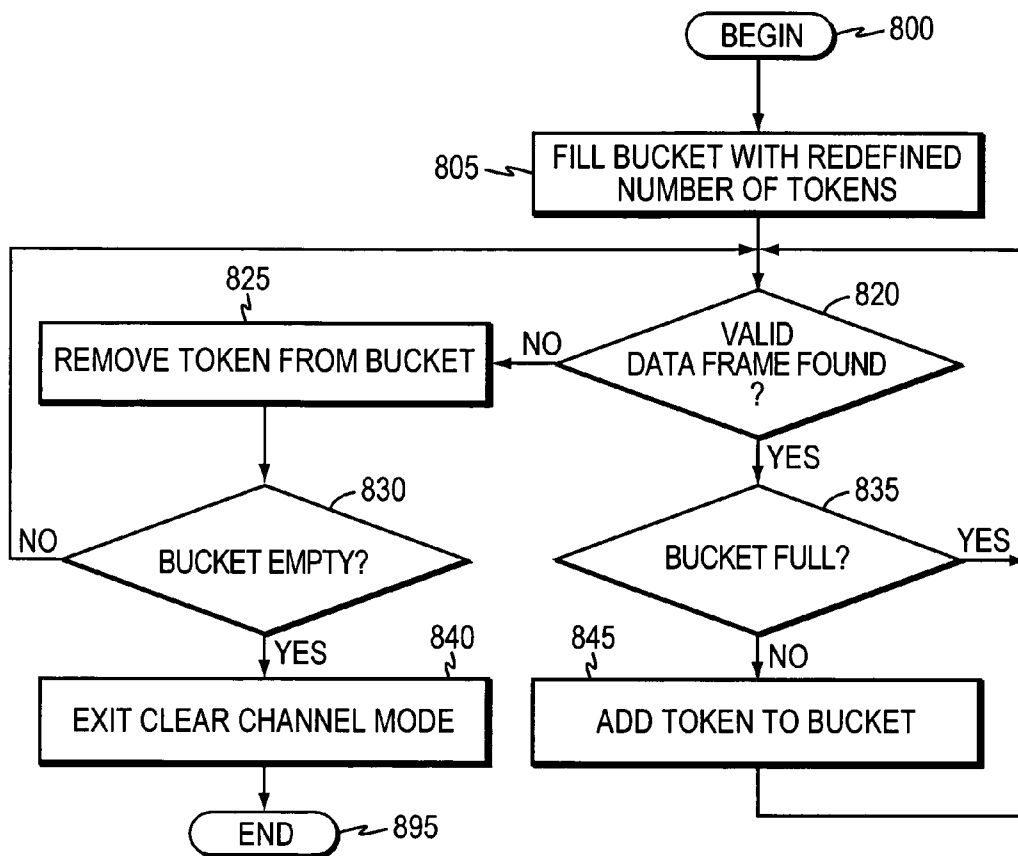 BEGIN
800
805
FILL BUCKET WITH REDEFINED
NUMBER OF TOKENS
825
REMOVE TOKEN FROM BUCKET
NO
820
VALID
DATA FRAME FOUND
?
YES
830
BUCKET EMPTY?
NO
YES
835
BUCKET FULL?
YES
NO
840
EXIT CLEAR CHANNEL MODE
845
ADD TOKEN TO BUCKET
END
895